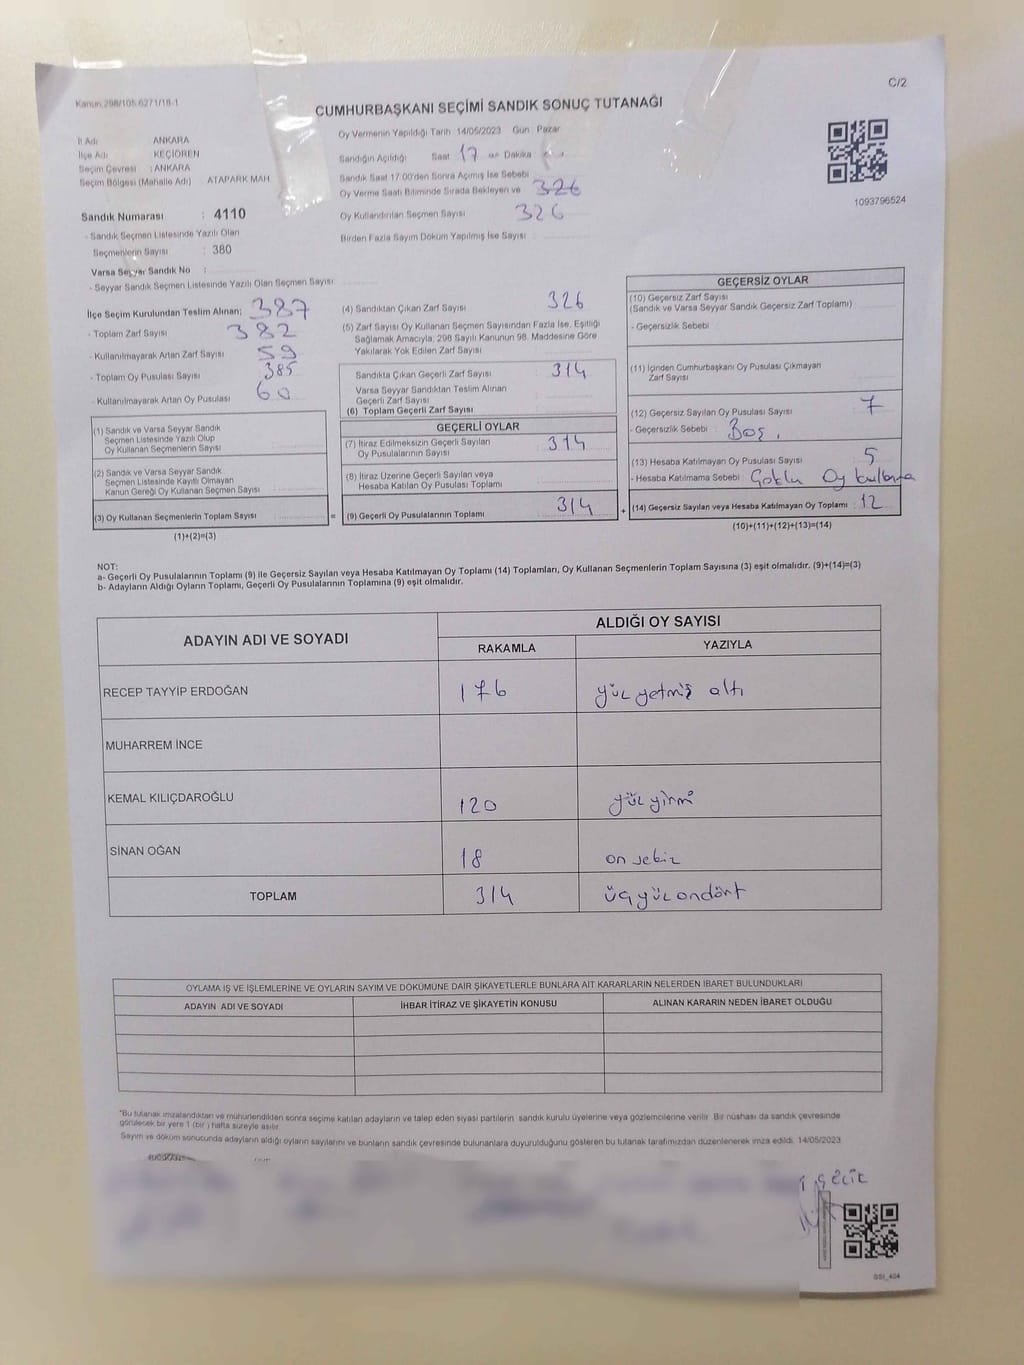 C/2
Kanun 298/105.6271/18-1
CUMHURBAŞKANI SEÇİMİ SANDIK SONUÇ TUTANAĞI
İl Adı ANKARA
İlçe Adı KEÇİÖREN
Seçim Çevresi : ANKARA
Seçim Bölgesi (Mahalle Adı) ATAPARK MAH
Sandık Numarası : 4110
- Sandık Seçmen Listesinde Yazılı Olan
Seçmenlerin Sayısı : 380
Varsa Seyyar Sandık No :
- Seyyar Sandık Seçmen Listesinde Yazılı Olan Seçmen Sayısı
Oy Vermenin Yapıldığı Tarih 14/05/2023 Gün Pazar
Sandığın Açıldığı Saat 17 Dakika
Sandık Saat 17:00'den Sonra Açımış İse Sebebi
Oy Verme Saati Bitiminde Sırada Bekleyen ve 326
Oy Kullandırılan Seçmen Sayısı 326
Birden Fazla Sayım Döküm Yapılmış İse Sayısı
1093796524
İlçe Seçim Kurulundan Teslim Alınan; 387
- Toplam Zarf Sayısı 382
- Kullanılmayarak Artan Zarf Sayısı 59
- Toplam Oy Pusulası Sayısı 385
- Kullanılmayarak Artan Oy Pusulası 60
(1) Sandık ve Varsa Seyyar Sandık
Seçmen Listesinde Yazılı Olup
Oy Kullanan Seçmenlerin Sayısı
(2) Sandık ve Varsa Seyyar Sandık
Seçmen Listesinde Kayıtlı Olmayan
Kanun Gereği Oy Kullanan Seçmen Sayısı
(3) Oy Kullanan Seçmenlerin Toplam Sayısı =
(1)+(2)=(3)
(4) Sandıktan Çıkan Zarf Sayısı 326
(5) Zarf Sayısı Oy Kullanan Seçmen Sayısından Fazla İse, Eşitliği
Sağlamak Amacıyla, 298 Sayılı Kanunun 98. Maddesine Göre
Yakılarak Yok Edilen Zarf Sayısı
Sandıkta Çıkan Geçerli Zarf Sayısı 314
Varsa Seyyar Sandıktan Teslim Alınan
Geçerli Zarf Sayısı
(6) Toplam Geçerli Zarf Sayısı
GEÇERLİ OYLAR
(7) İtiraz Edilmeksizin Geçerli Sayılan
Oy Pusulasının Sayısı 314
(8) İtiraz Üzerine Geçerli Sayılan veya
Hesaba Katılan Oy Pusulası Toplamı
(9) Geçerli Oy Pusulalarının Toplamı 314 +
GEÇERSİZ OYLAR
(10) Geçersiz Zarf Sayısı
(Sandık ve Varsa Seyyar Sandık Geçersiz Zarf Toplamı)
- Geçersizlik Sebebi
(11) İçinden Cumhurbaşkanı Oy Pusulası Çıkmayan
Zarf Sayısı
(12) Geçersiz Sayılan Oy Pusulası Sayısı 7
- Geçersizlik Sebebi Boş.
(13) Hesaba Katılmayan Oy Pusulası Sayısı 5
- Hesaba Katılmama Sebebi Oy
(14) Geçersiz Sayılan veya Hesaba Katılmayan Oy Toplamı 12
(10)+(11)+(12)+(13)=(14)
NOT:
a- Geçerli Oy Pusulalarının Toplamı (9) ile Geçersiz Sayılan veya Hesaba Katılmayan Oy Toplamı (14) Toplamları, Oy Kullanan Seçmenlerin Toplam Sayısına (3) eşit olmalıdır. (9)+(14)=(3)
b- Adayların Aldığı Oyların Toplamı, Geçerli Oy Pusulalarının Toplamına (9) eşit olmalıdır.
ADAYIN ADI VE SOYADI
ALDIĞI OY SAYISI
RAKAMLA YAZIYLA
RECEP TAYYİP ERDOĞAN 176 yüz yetmiş altı
MUHARREM İNCE
KEMAL KILIÇDAROĞLU 120 yüz yirmi
SİNAN OĞAN 18 on sekiz
TOPLAM 314 üçyüz ondört
OYLAMA İŞ VE İŞLEMLERİNE VE OYLARIN SAYIM VE DÖKÜMÜNE DAİR ŞİKAYETLERLE BUNLARA AİT KARARLARIN NELERDEN İBARET BULUNDUKLARI
ADAYIN ADI VE SOYADI İHBAR İTİRAZ VE ŞİKAYETİN KONUSU ALINAN KARARIN NEDEN İBARET OLDUĞU
*Bu tutanak imzalandıktan ve mühürlendikten sonra seçime katılan adayların ve talep eden siyasi partilerin sandık kurulu üyelerine veya gözlemcilerine verilir. Bir nüshası da sandık çevresinde
görülecek bir yere 1 (bir) hafta süreyle asılır.
Sayım ve döküm sonucunda adayların aldığı oyların sayılarını ve bunların sandık çevresinde bulunanlara duyurulduğunu gösteren bu tutanak tarafımızdan düzenlenerek imza edildi. 14/05/2023